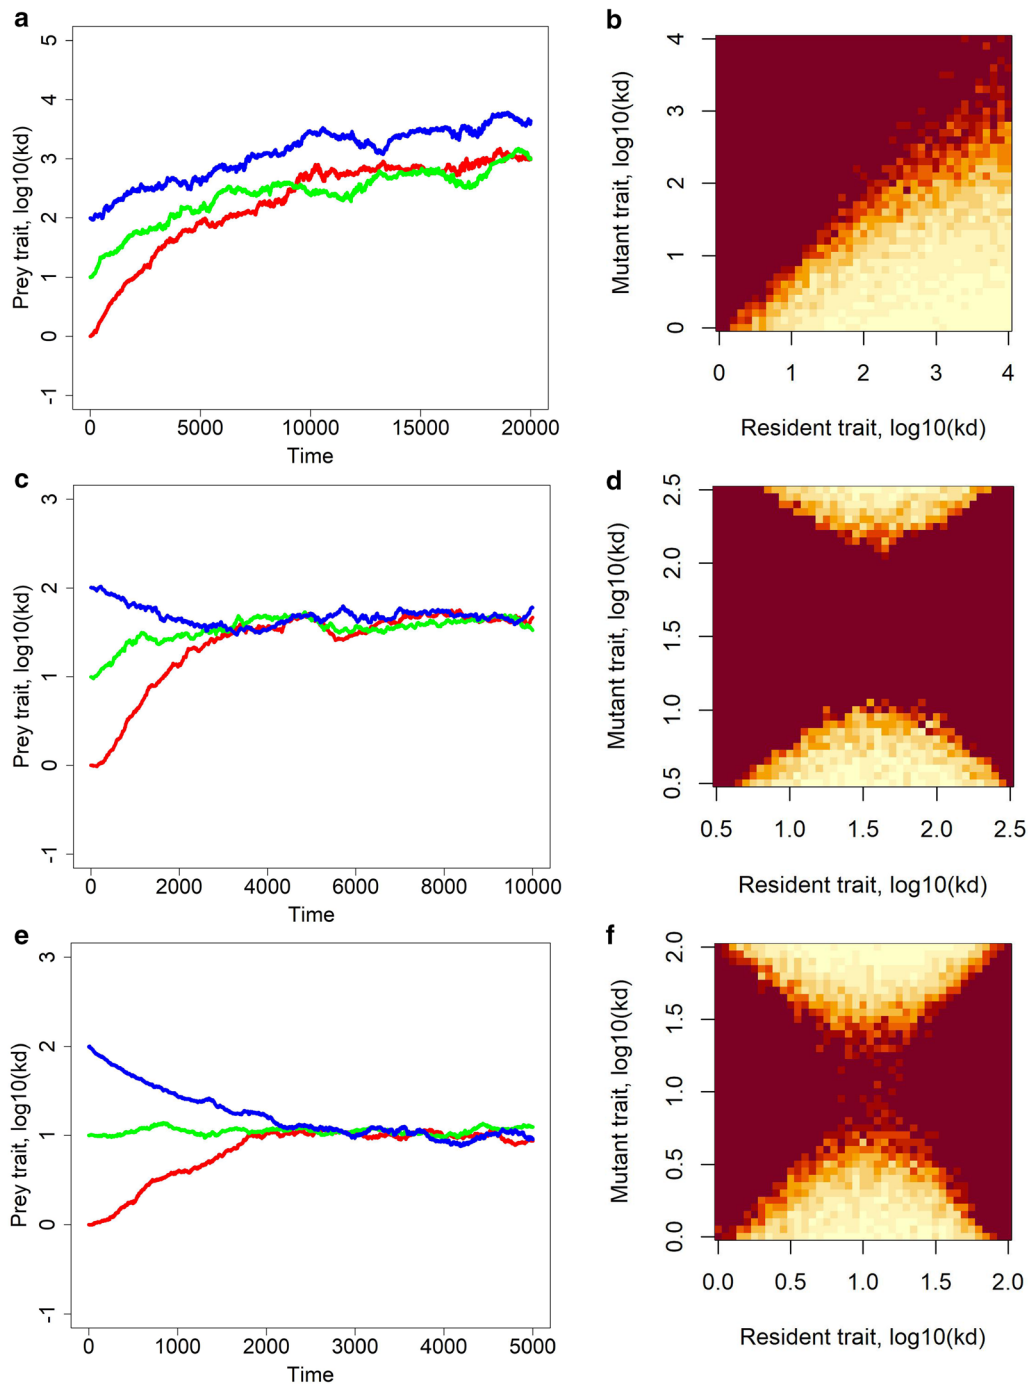 a
5
4
3
2
1
0
-1
Prey trait, log10(kd)
0 5000 10000 15000 20000
Time
b
4
3
2
1
0
Mutant trait, log10(kd)
0 1 2 3 4
Resident trait, log10(kd)
c
3
2
1
0
-1
Prey trait, log10(kd)
0 2000 4000 6000 8000 10000
Time
d
2.5
2.0
1.5
1.0
0.5
Mutant trait, log10(kd)
0.5 1.0 1.5 2.0 2.5
Resident trait, log10(kd)
e
3
2
1
0
-1
Prey trait, log10(kd)
0 1000 2000 3000 4000 5000
Time
f
2.0
1.5
1.0
0.5
0.0
Mutant trait, log10(kd)
0.0 0.5 1.0 1.5 2.0
Resident trait, log10(kd)